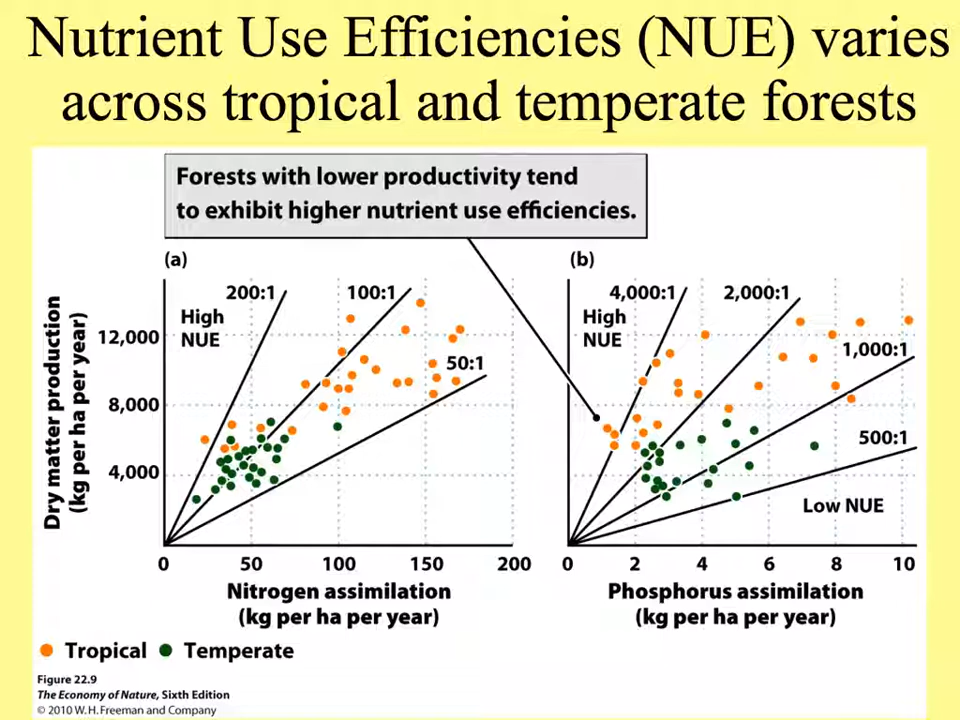 Nutrient Use Efficiencies (NUE) varies
across tropical and temperate forests
Forests with lower productivity tend
to exhibit higher nutrient use efficiencies.
(a)
200:1
100:1
High
NUE
50:1
12,000
8,000
4,000
Dry matter production
(kg per ha per year)
0
50
100
150
200
Nitrogen assimilation
(kg per ha per year)
(b)
4,000:1
2,000:1
High
NUE
1,000:1
500:1
Low NUE
0
2
4
6
8
10
Phosphorus assimilation
(kg per ha per year)
Tropical
Temperate
Figure 22.9
The Economy of Nature, Sixth Edition
© 2010 W. H. Freeman and Company